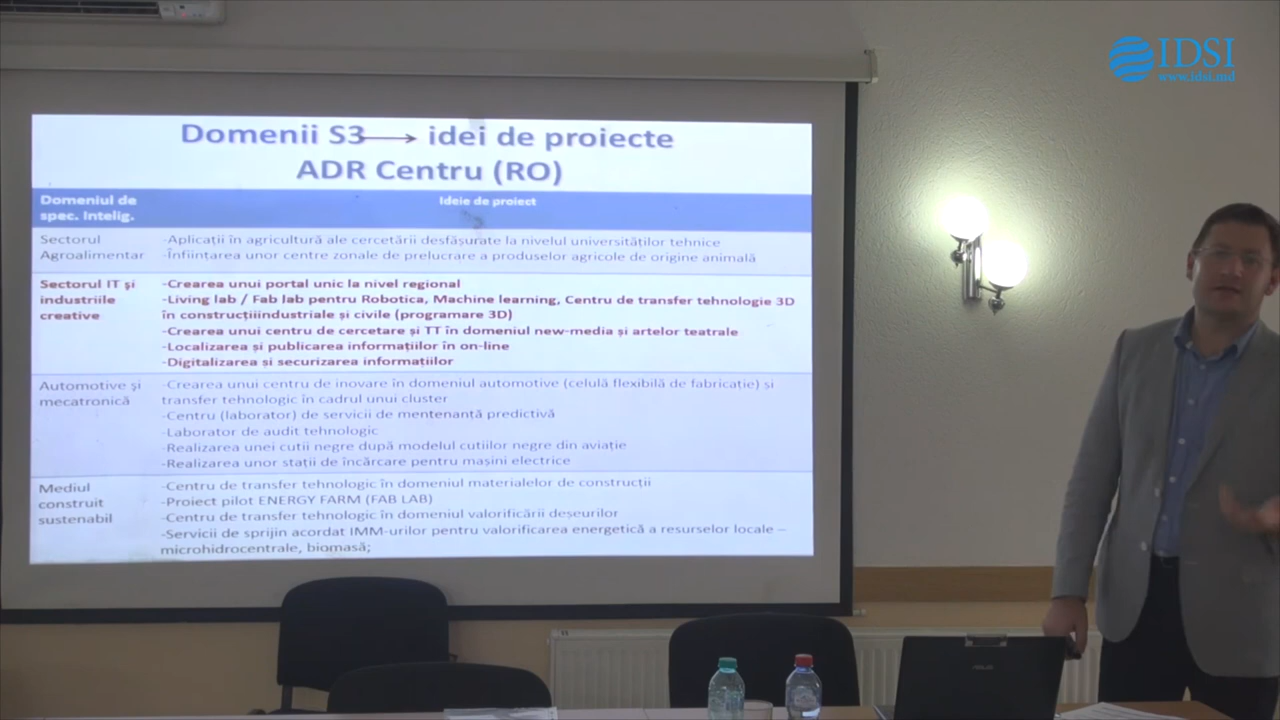 IDSI
www.idsi.md
Domenii S3 → idei de proiecte
ADR Centru (RO)
Domeniul de
spec. Intelig.
Ideie de proiect
Sectorul
Agroalimentar
-Aplicații în agricultură ale cercetării desfășurate la nivelul universităților tehnice
-Înființarea unor centre zonale de prelucrare a produselor agricole de origine animală
Sectorul IT și
industriile
creative
-Crearea unui portal unic la nivel regional
-Living lab / Fab lab pentru Robotica, Machine learning, Centru de transfer tehnologie 3D
în construcțiiindustriale și civile (programare 3D)
-Crearea unui centru de cercetare și TT în domeniul new-media și artelor teatrale
-Localizarea și publicarea informațiilor în on-line
-Digitalizarea și securizarea informațiilor
Automotive și
mecatronică
-Crearea unui centru de inovare în domeniul automotive (celulă flexibilă de fabricație) si
transfer tehnologic în cadrul unui cluster
-Centru (laborator) de servicii de mentenanță predictivă
-Laborator de audit tehnologic
-Realizarea unei cutii negre după modelul cutiilor negre din aviație
-Realizarea unor stații de încărcare pentru mașini electrice
Mediul
construit
sustenabil
-Centru de transfer tehnologic în domeniul materialelor de construcții
-Proiect pilot ENERGY FARM (FAB LAB)
-Centru de transfer tehnologic în domeniul valorificării deșeurilor
-Servicii de sprijin acordat IMM-urilor pentru valorificarea energetică a resurselor locale –
microhidrocentrale, biomasă;
ASUS